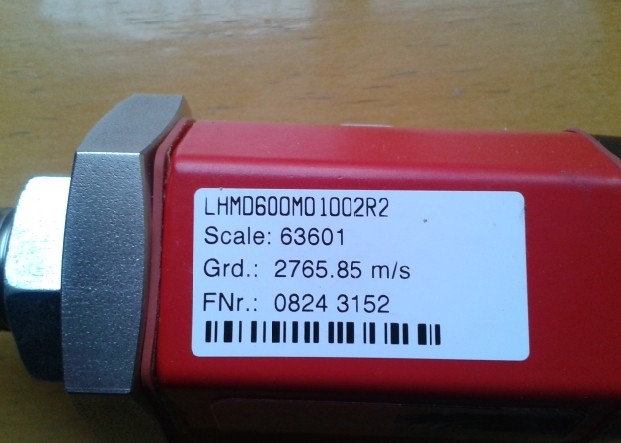 LHMD600M01002R2
Scale: 63601
Grd.: 2765.85 m/s
FNr.: 0824 3152